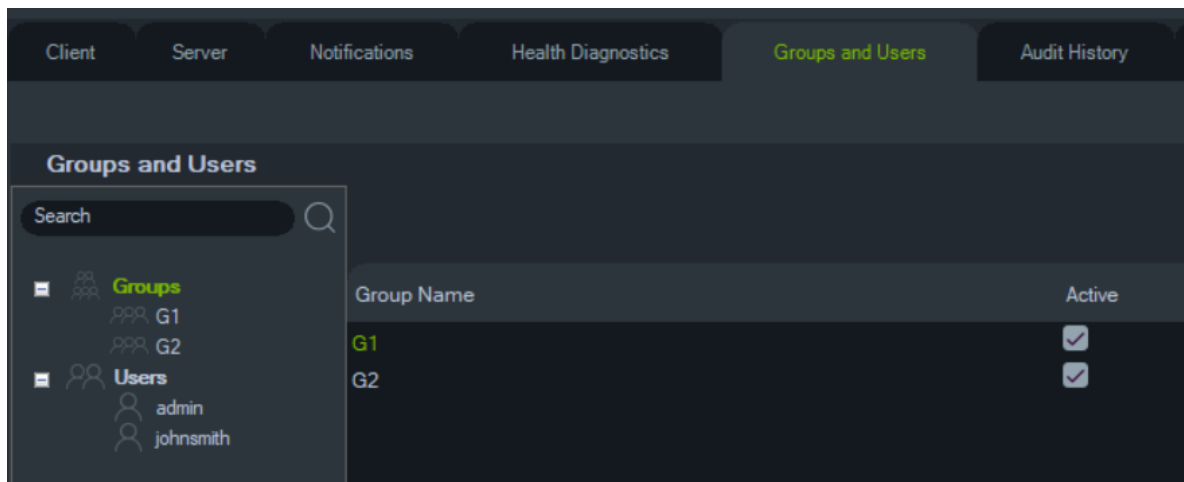 Client Server Notifications Health Diagnostics Groups and Users Audit History
Groups and Users
Search
Groups
G1
G2
Users
admin
johnsmith
Group Name Active
G1
G2